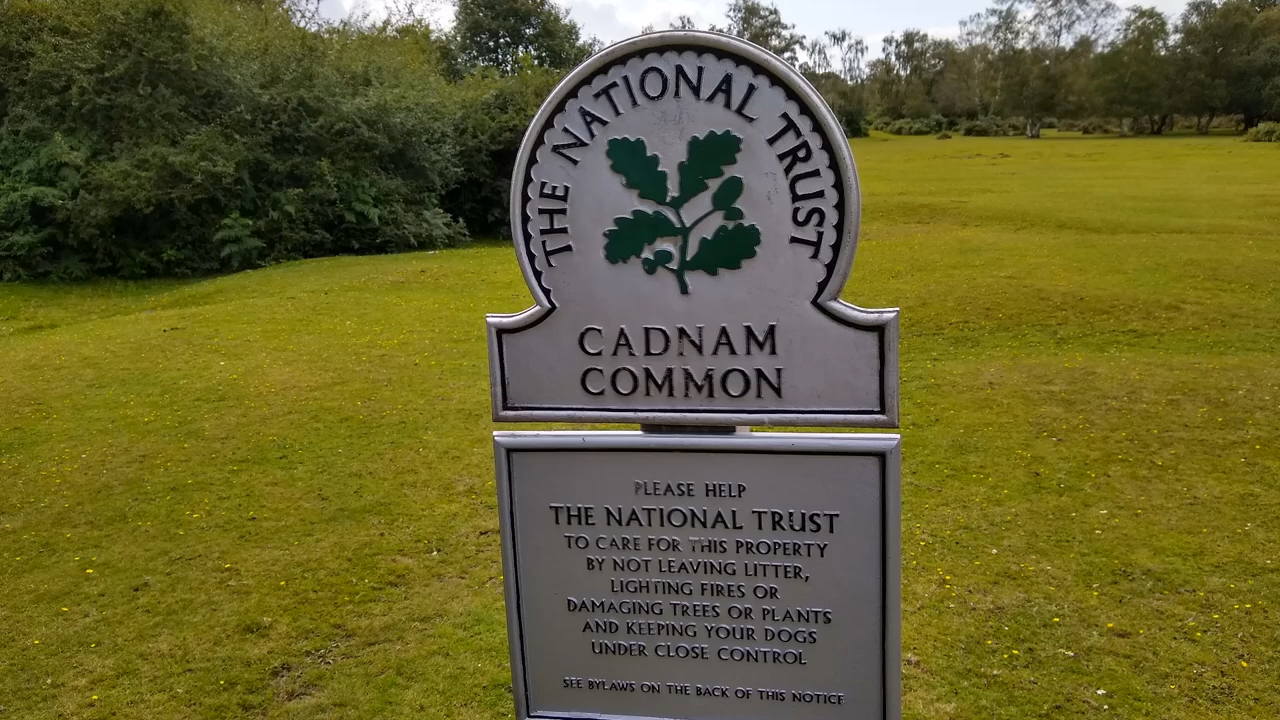 THE NATIONAL TRUST
CADNAM
COMMON
PLEASE HELP
THE NATIONAL TRUST
TO CARE FOR THIS PROPERTY
BY NOT LEAVING LITTER,
LIGHTING FIRES OR
DAMAGING TREES OR PLANTS
AND KEEPING YOUR DOGS
UNDER CLOSE CONTROL
SEE BYLAWS ON THE BACK OF THIS NOTICE